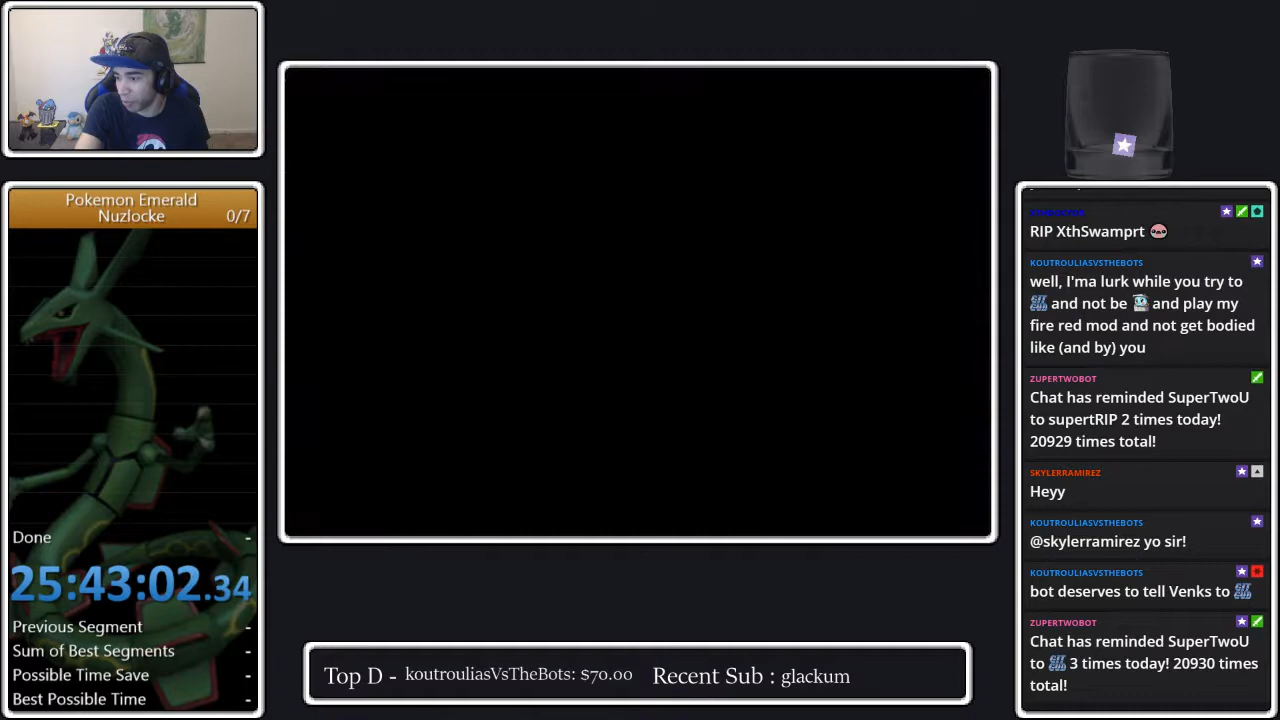 Pokemon Emerald
Nuzlocke 0/7
Done -
25:43:02.34
Previous Segment -
Sum of Best Segments -
Possible Time Save -
Best Possible Time -
Top D - koutrouliasVsTheBots: $70.00 Recent Sub : glackum
RIP XthSwamprt
KOUTROULIASVSTHEBOTS
well, I'ma lurk while you try to
and not be and play my
fire red mod and not get bodied
like (and by) you
ZUPERTWOBOT
Chat has reminded SuperTwoU
to supertRIP 2 times today!
20929 times total!
SKYLERRAMIREZ
Heyy
KOUTROULIASVSTHEBOTS
@skylerramirez yo sir!
KOUTROULIASVSTHEBOTS
bot deserves to tell Venks to
ZUPERTWOBOT
Chat has reminded SuperTwoU
to 3 times today! 20930 times
total!